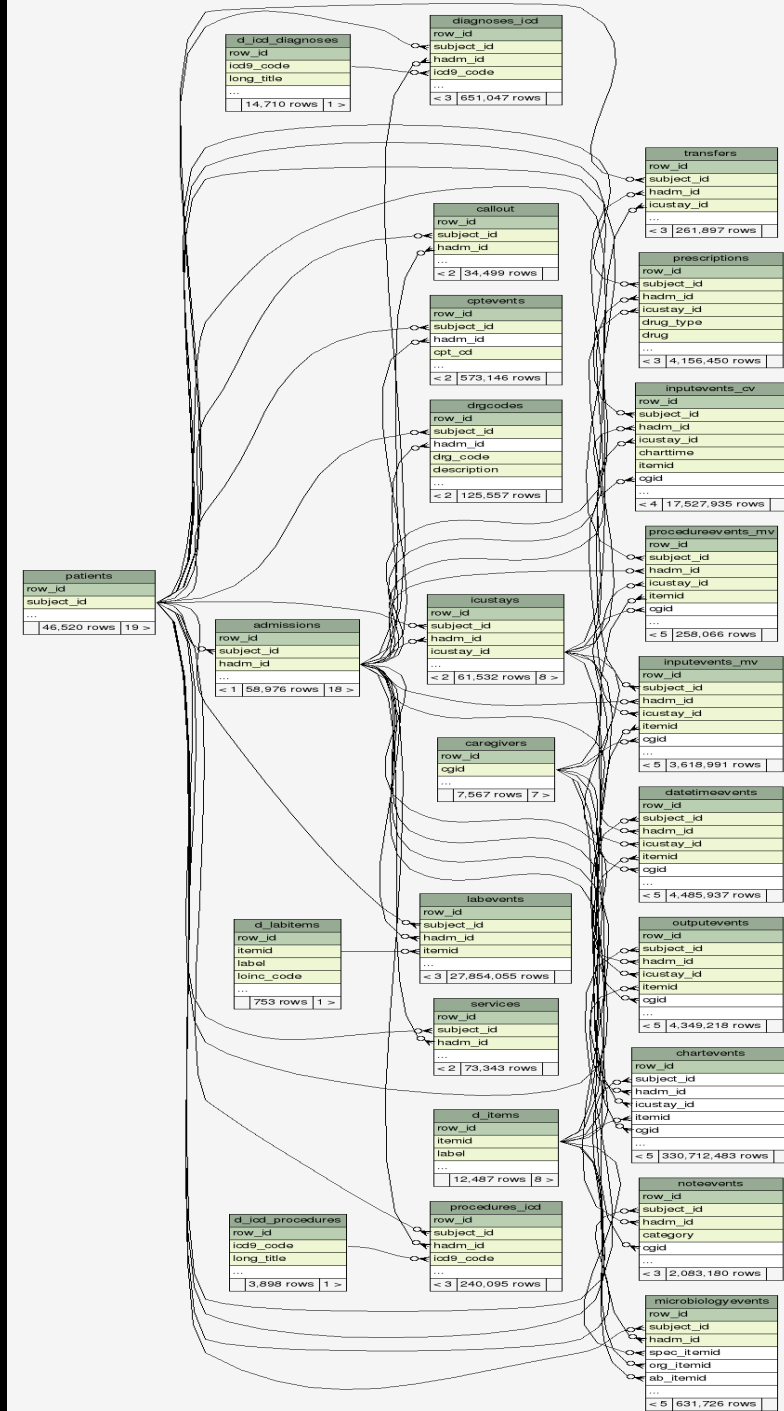 diagnoses_icd
row_id
subject_id
hadm_id
icd9_code
...
< 3 651,047 rows
d_icd_diagnoses
row_id
icd9_code
long_title
...
14,710 rows 1 >
transfers
row_id
subject_id
hadm_id
icustay_id
...
< 3 261,897 rows
callout
row_id
subject_id
hadm_id
...
< 2 34,499 rows
prescriptions
row_id
subject_id
hadm_id
icustay_id
drug_type
drug
...
< 3 4,156,450 rows
cptevents
row_id
subject_id
hadm_id
cpt_cd
...
< 2 573,146 rows
inputevents_cv
row_id
subject_id
hadm_id
icustay_id
charttime
itemid
cgid
...
< 4 17,527,935 rows
drgcodes
row_id
subject_id
hadm_id
drg_code
description
...
< 2 125,557 rows
procedureevents_mv
row_id
subject_id
hadm_id
icustay_id
itemid
cgid
...
< 5 258,066 rows
patients
row_id
subject_id
...
46,520 rows 19 >
admissions
row_id
subject_id
hadm_id
...
< 1 58,976 rows 18 >
icustays
row_id
subject_id
hadm_id
icustay_id
...
< 2 61,532 rows 8 >
inputevents_mv
row_id
subject_id
hadm_id
icustay_id
itemid
cgid
...
< 5 3,618,991 rows
caregivers
row_id
cgid
...
7,567 rows 7 >
datetimeevents
row_id
subject_id
hadm_id
icustay_id
itemid
cgid
...
< 5 4,485,937 rows
labevents
row_id
subject_id
hadm_id
itemid
...
< 3 27,854,055 rows
d_labitems
row_id
itemid
label
loinc_code
...
753 rows 1 >
outputevents
row_id
subject_id
hadm_id
icustay_id
itemid
cgid
...
< 5 4,349,218 rows
services
row_id
subject_id
hadm_id
...
< 2 73,343 rows
chartevents
row_id
subject_id
hadm_id
icustay_id
itemid
cgid
...
< 5 330,712,483 rows
d_items
row_id
itemid
label
...
12,487 rows 8 >
noteevents
row_id
subject_id
hadm_id
category
cgid
...
< 3 2,083,180 rows
procedures_icd
row_id
subject_id
hadm_id
icd9_code
...
< 3 240,095 rows
d_icd_procedures
row_id
icd9_code
long_title
...
3,898 rows 1 >
microbiologyevents
row_id
subject_id
hadm_id
spec_itemid
org_itemid
ab_itemid
...
< 5 631,726 rows